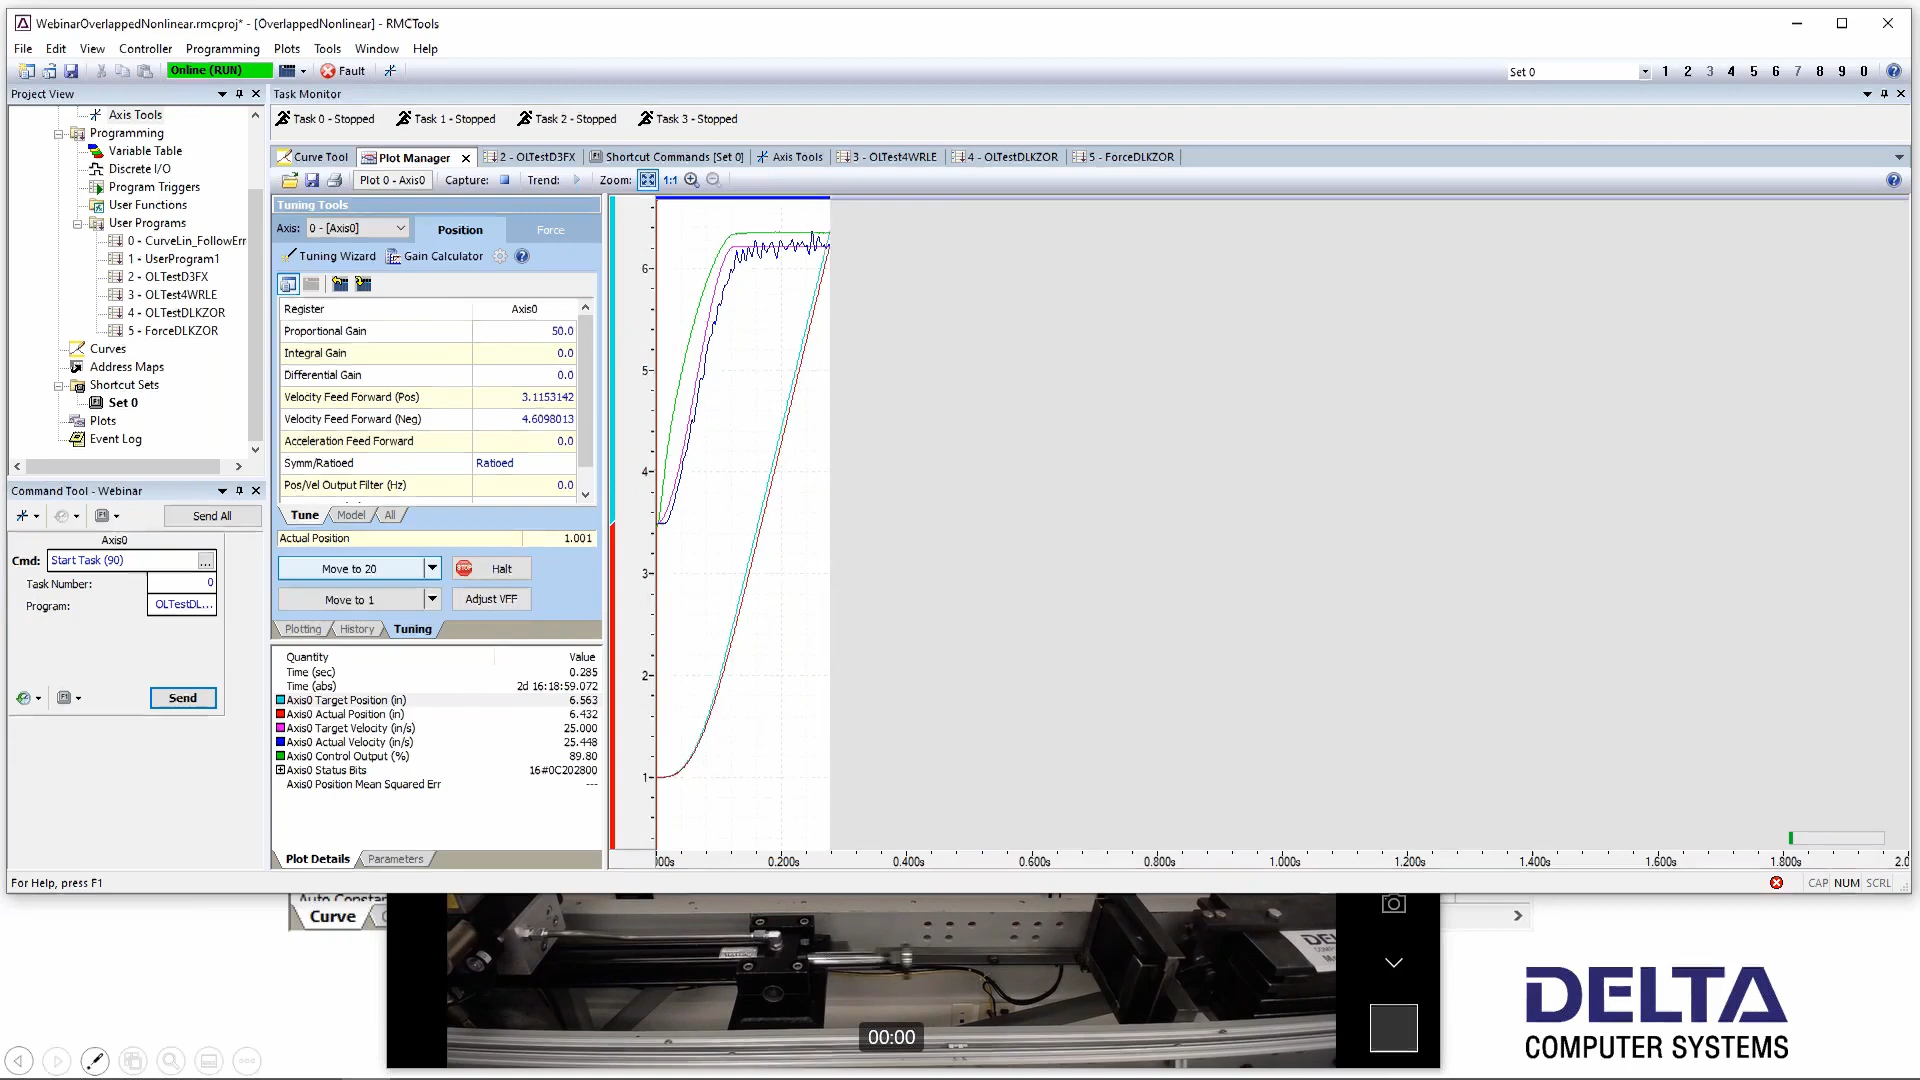 WebinarOverlappedNonlinear.rmcproj* - [OverlappedNonlinear] - RMCTools
File Edit View Controller Programming Plots Tools Window Help
Online (RUN) Fault Set 0 1 2 3 4 5 6 7 8 9 0
Project View
Axis Tools
Programming
Variable Table
Discrete I/O
Program Triggers
User Functions
User Programs
0 - CurveLin_FollowErr
1 - UserProgram1
2 - OLTestD3FX
3 - OLTest4WRLE
4 - OLTestDLKZOR
5 - ForceDLKZOR
Curves
Address Maps
Shortcut Sets
Set 0
Plots
Event Log
Command Tool - Webinar
Send All
Axis0
Cmd: Start Task (90) ...
Task Number: 0
Program: OLTestDL...
Send
Task Monitor
Task 0 - Stopped Task 1 - Stopped Task 2 - Stopped Task 3 - Stopped
Curve Tool Plot Manager 2 - OLTestD3FX Shortcut Commands [Set 0] Axis Tools 3 - OLTest4WRLE 4 - OLTestDLKZOR 5 - ForceDLKZOR
Plot 0 - Axis0 Capture: Trend: Zoom: 1:1
Tuning Tools
Axis: 0 - [Axis0] Position Force
Tuning Wizard Gain Calculator
Register Axis0
Proportional Gain 50.0
Integral Gain 0.0
Differential Gain 0.0
Velocity Feed Forward (Pos) 3.1153142
Velocity Feed Forward (Neg) 4.6098013
Acceleration Feed Forward 0.0
Symm/Ratioed Ratioed
Pos/Vel Output Filter (Hz) 0.0
Tune Model All
Actual Position 1.001
Move to 20 STOP Halt
Move to 1 Adjust VFF
Plotting History Tuning
Quantity Value
Time (sec) 0.285
Time (abs) 2d 16:18:59.072
Axis0 Target Position (in) 6.563
Axis0 Actual Position (in) 6.432
Axis0 Target Velocity (in/s) 25.000
Axis0 Actual Velocity (in/s) 25.448
Axis0 Control Output (%) 89.80
Axis0 Status Bits 16#0C202800
Axis0 Position Mean Squared Err ---
Plot Details Parameters
6
5
4
3
2
1
00s 0.200s 0.400s 0.600s 0.800s 1.000s 1.200s 1.400s 1.600s 1.800s 2.0
For Help, press F1
CAP NUM SCRL
Curve
00:00
DELTA
COMPUTER SYSTEMS